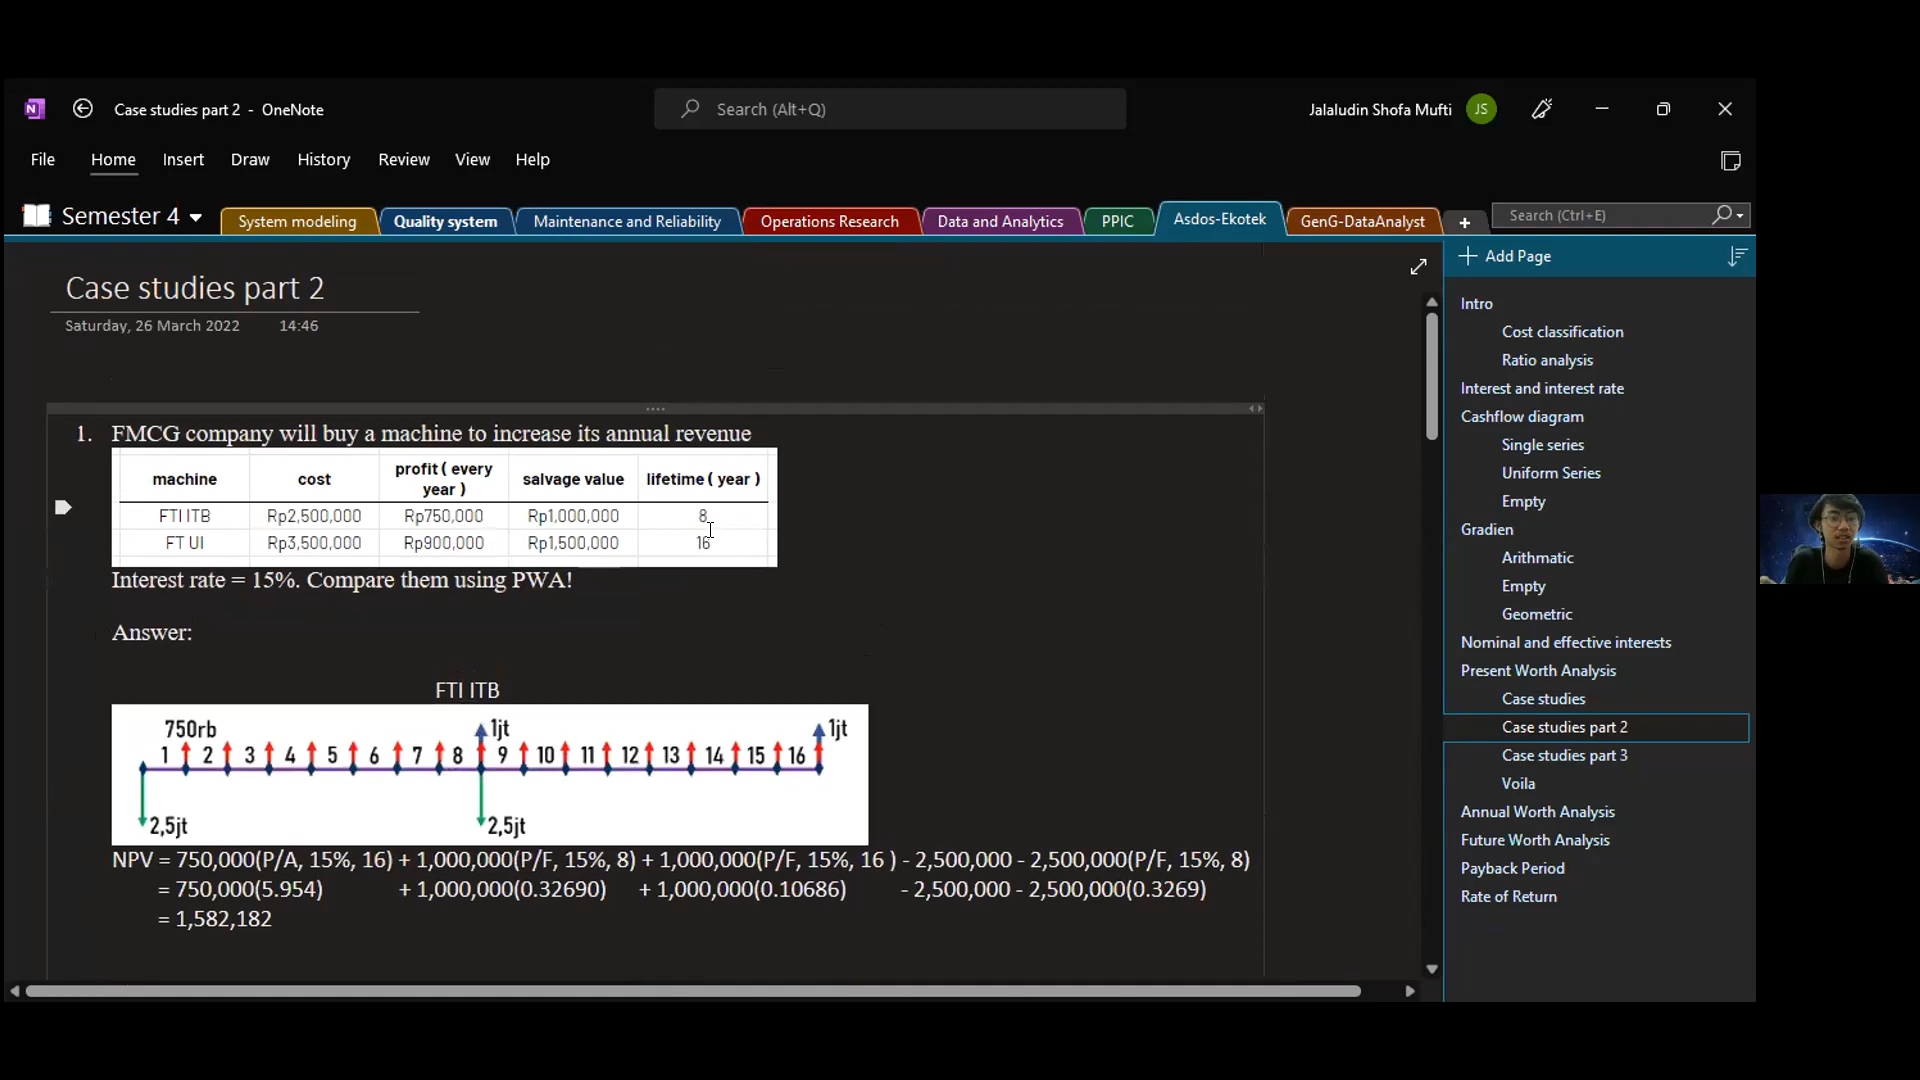 Case studies part 2 - OneNote
Search (Alt+Q)
Jalaludin Shofa Mufti
JS
File Home Insert Draw History Review View Help
Semester 4
System modeling
Quality system
Maintenance and Reliability
Operations Research
Data and Analytics
PPIC
Asdos-Ekotek
GenG-DataAnalyst
+
Search (Ctrl+E)
Case studies part 2
Saturday, 26 March 2022 14:46
1. FMCG company will buy a machine to increase its annual revenue
machine cost profit ( every year ) salvage value lifetime ( year )
FTI ITB Rp2,500,000 Rp750,000 Rp1,000,000 8
FT UI Rp3,500,000 Rp900,000 Rp1,500,000 16
Interest rate = 15%. Compare them using PWA!
Answer:
FTI ITB
750rb 1jt 1jt
1 2 3 4 5 6 7 8 9 10 11 12 13 14 15 16
2,5jt 2,5jt
NPV = 750,000(P/A, 15%, 16) + 1,000,000(P/F, 15%, 8) + 1,000,000(P/F, 15%, 16 ) - 2,500,000 - 2,500,000(P/F, 15%, 8)
= 750,000(5.954) + 1,000,000(0.32690) + 1,000,000(0.10686) - 2,500,000 - 2,500,000(0.3269)
= 1,582,182
Add Page
Intro
Cost classification
Ratio analysis
Interest and interest rate
Cashflow diagram
Single series
Uniform Series
Empty
Gradien
Arithmatic
Empty
Geometric
Nominal and effective interests
Present Worth Analysis
Case studies
Case studies part 2
Case studies part 3
Voila
Annual Worth Analysis
Future Worth Analysis
Payback Period
Rate of Return